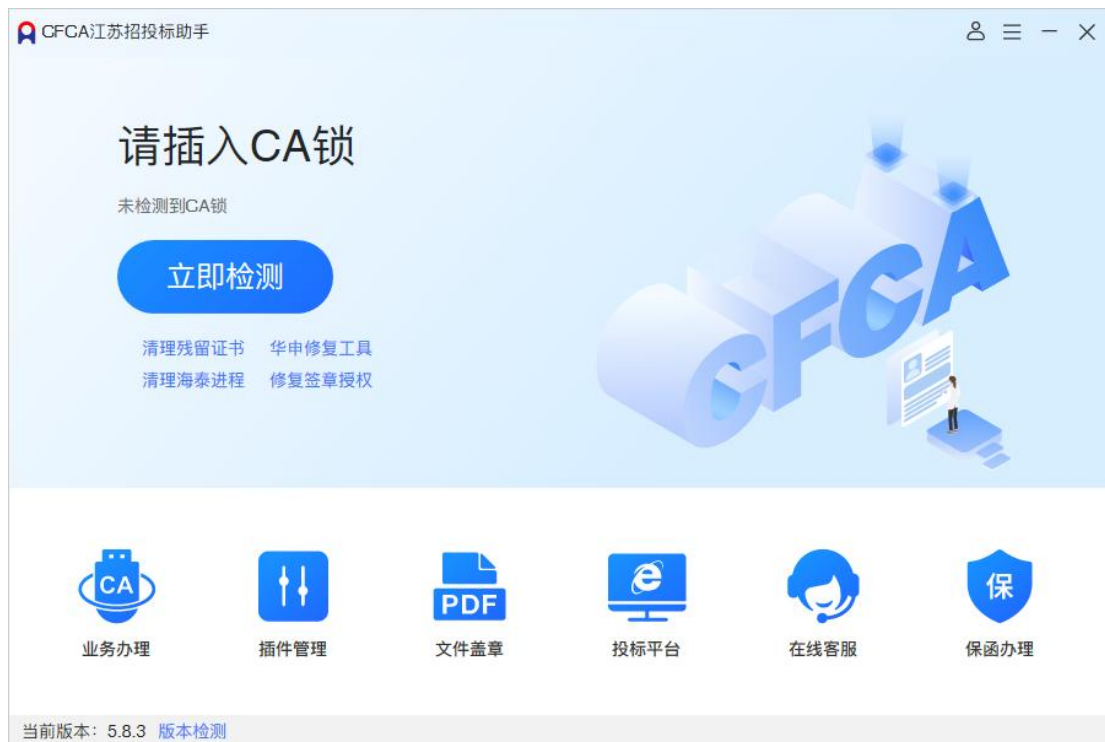 CFCA江苏招投标助手
请插入CA锁
未检测到CA锁
立即检测
清理残留证书 华申修复工具
清理海泰进程 修复签章授权
CFCA
CA PDF e 保
业务办理 插件管理 文件盖章 投标平台 在线客服 保函办理
当前版本：5.8.3 版本检测